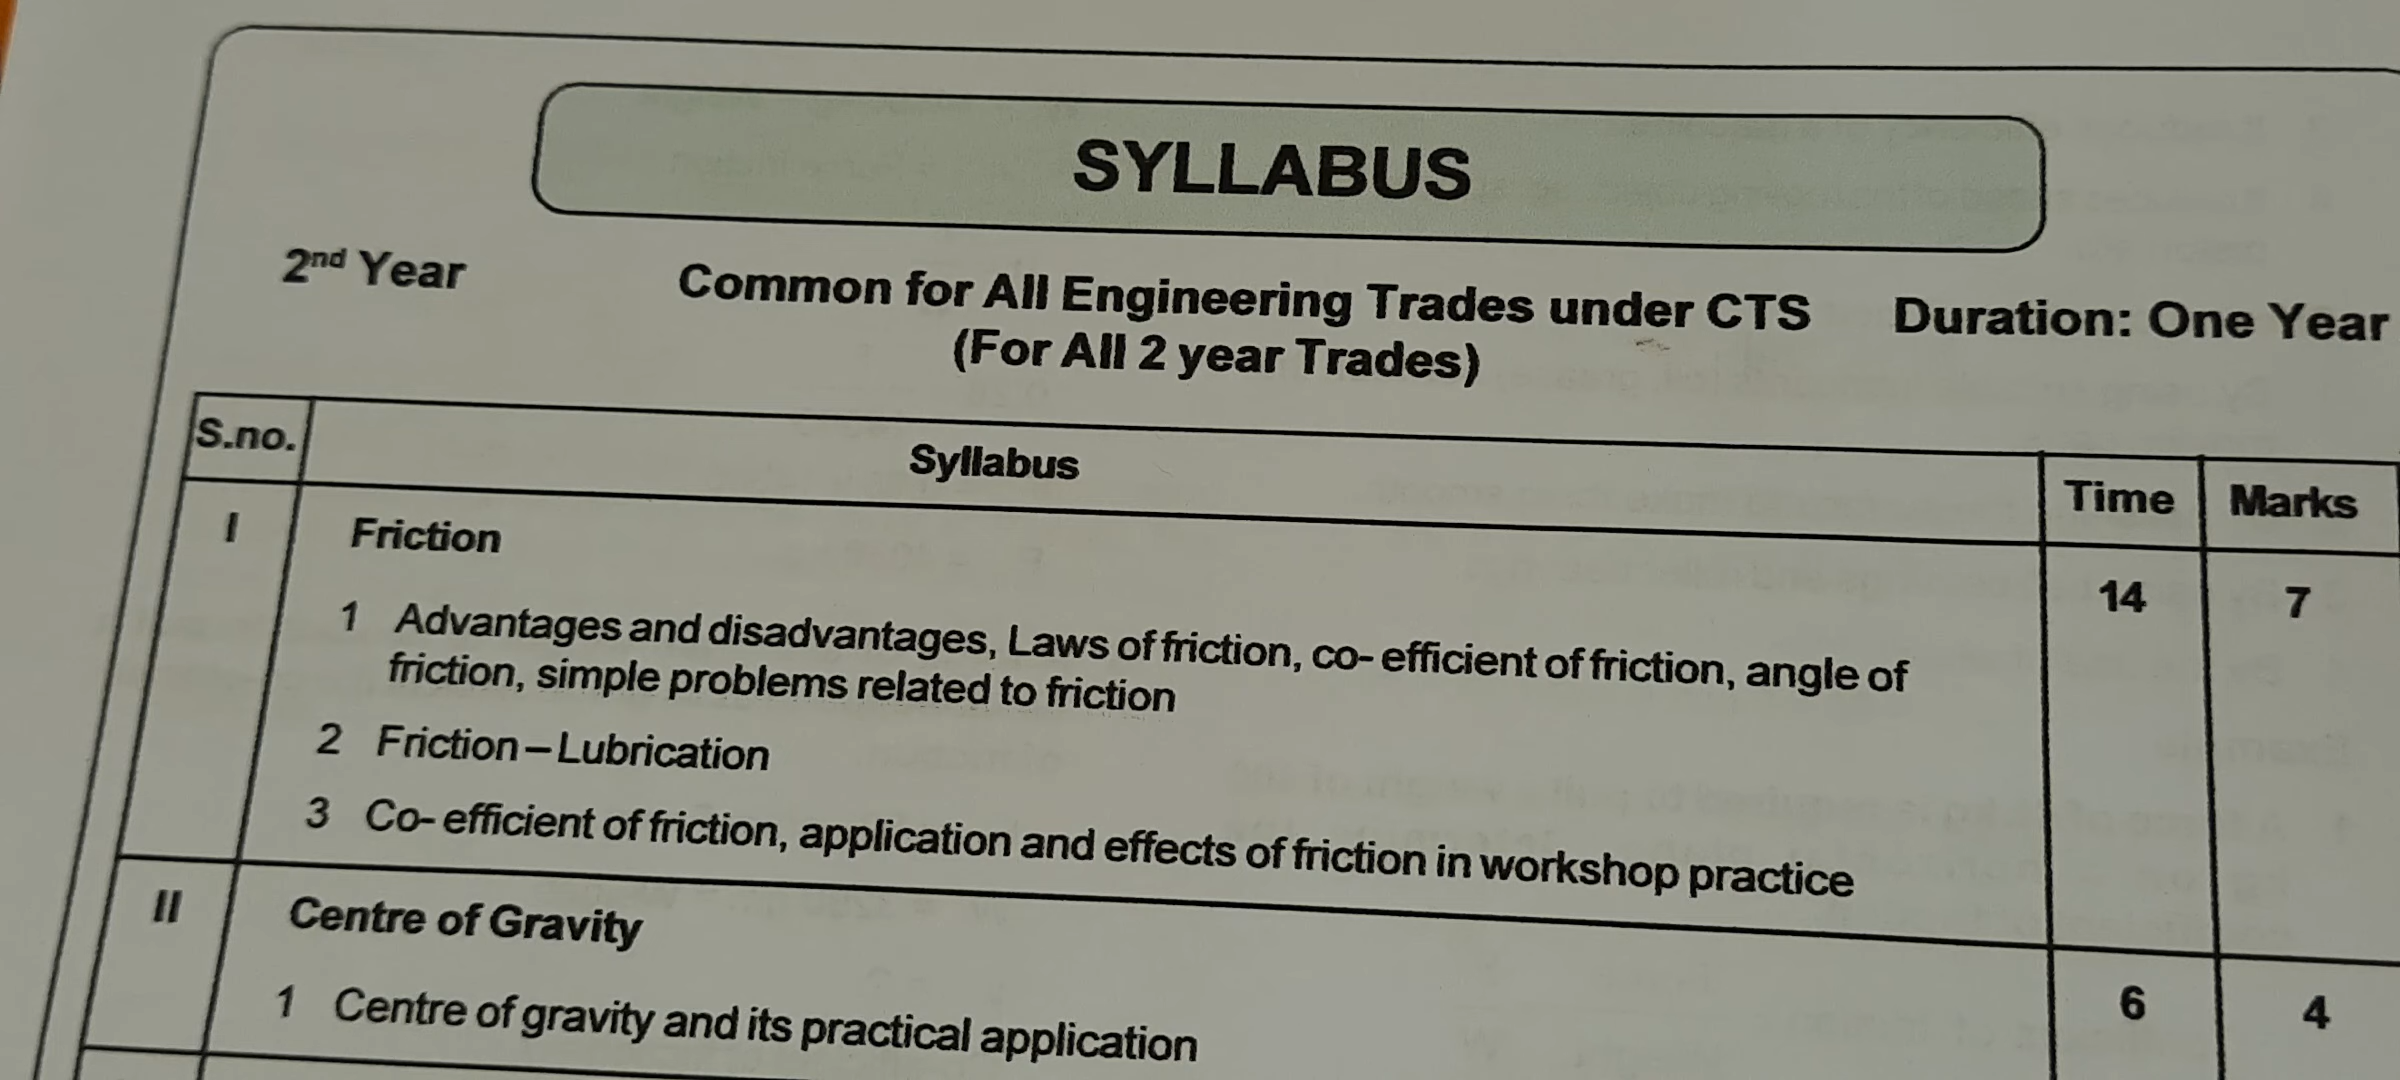 SYLLABUS
2nd Year Common for All Engineering Trades under CTS Duration: One Year
(For All 2 year Trades)
S.no. Syllabus Time Marks
I Friction 14 7
1 Advantages and disadvantages, Laws of friction, co- efficient of friction, angle of
friction, simple problems related to friction
2 Friction – Lubrication
3 Co- efficient of friction, application and effects of friction in workshop practice
II Centre of Gravity 6 4
1 Centre of gravity and its practical application